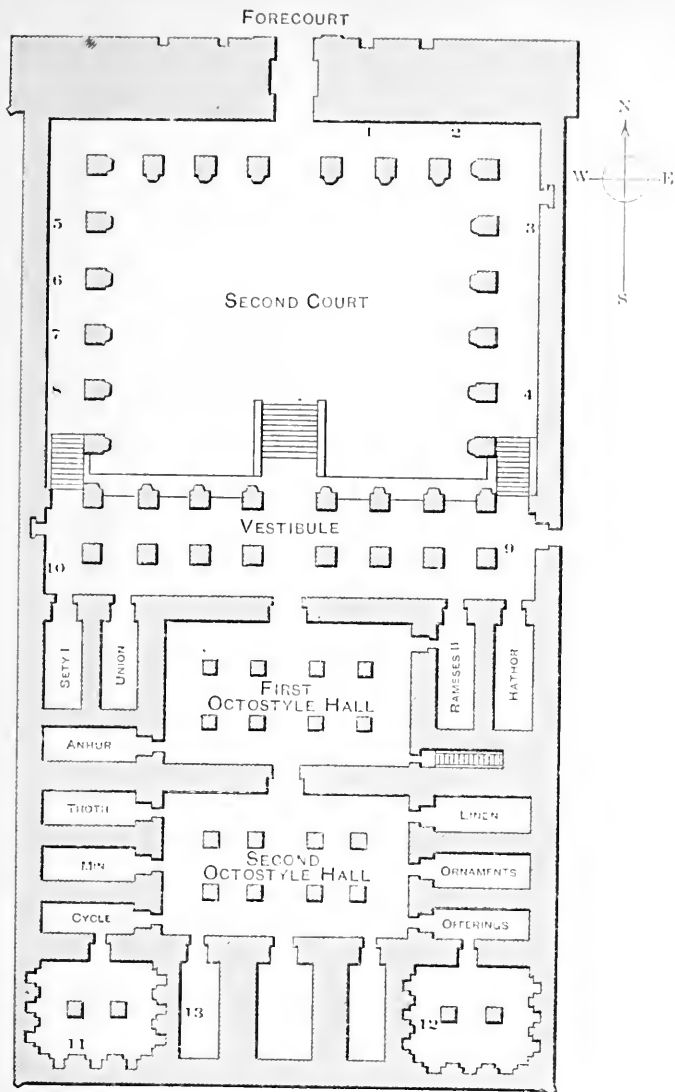 FORECOURT
N
W E
S
1 2
5 3
6
SECOND COURT
7
8 4
VESTIBULE
10 9
SETY I
UNION
RAMESES II
HATHOR
FIRST
OCTOSTYLE HALL
ANHUR
THOTH
LINEN
MIN
SECOND
OCTOSTYLE HALL
ORNAMENTS
CYCLE
OFFERINGS
13 12
11